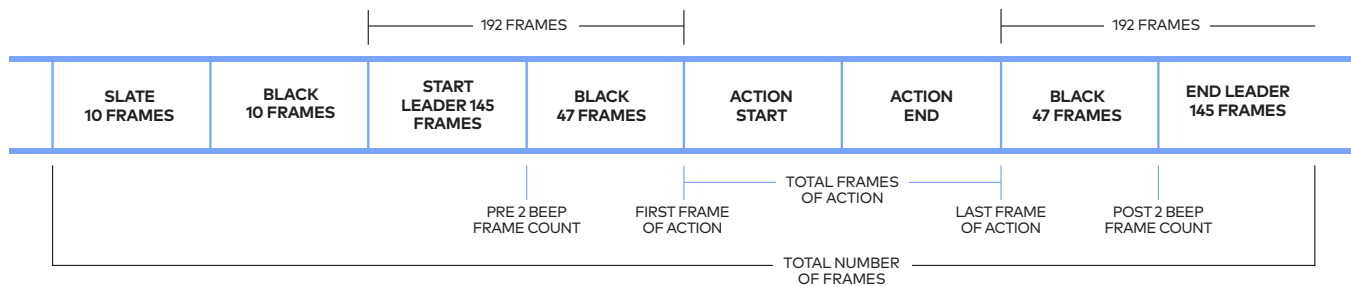 192 FRAMES
192 FRAMES
SLATE
10 FRAMES
BLACK
10 FRAMES
START
LEADER 145
FRAMES
BLACK
47 FRAMES
ACTION
START
ACTION
END
BLACK
47 FRAMES
END LEADER
145 FRAMES
TOTAL FRAMES
OF ACTION
PRE 2 BEEP
FRAME COUNT
FIRST FRAME
OF ACTION
LAST FRAME
OF ACTION
POST 2 BEEP
FRAME COUNT
TOTAL NUMBER
OF FRAMES